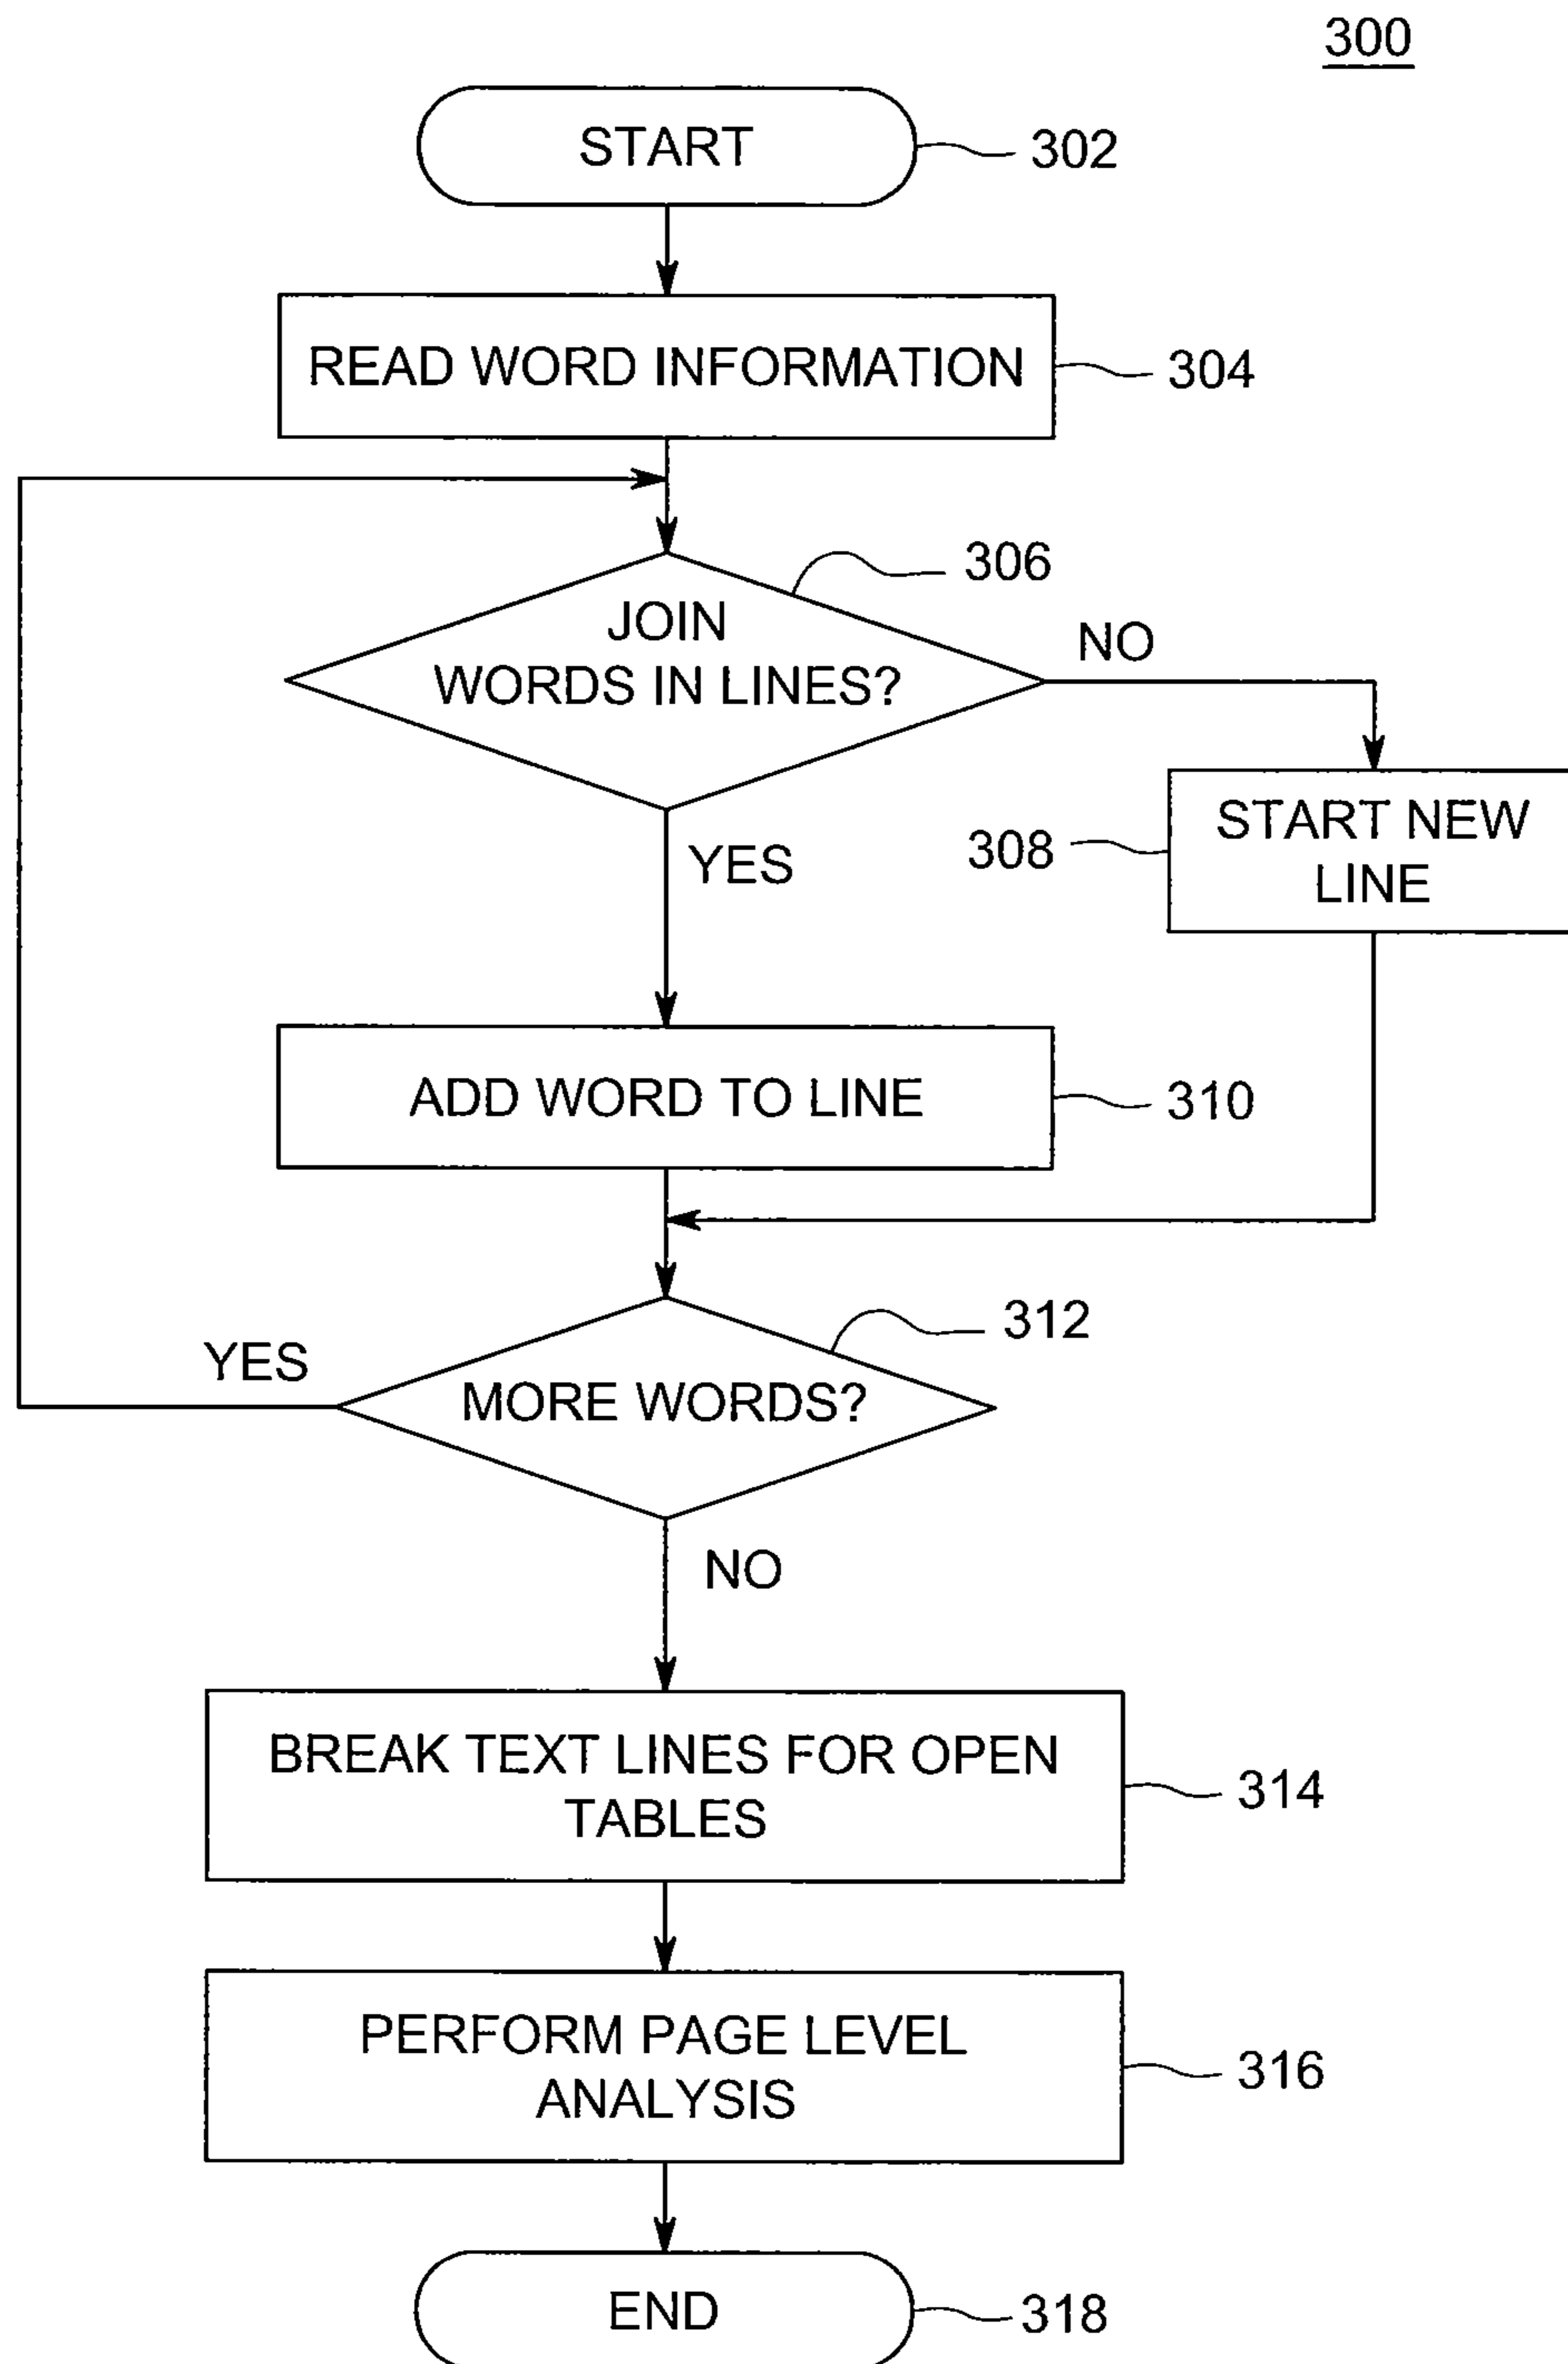 300
START
302
READ WORD INFORMATION
304
306
JOIN
WORDS IN LINES?
NO
START NEW
LINE
308
YES
ADD WORD TO LINE
310
312
MORE WORDS?
YES
NO
BREAK TEXT LINES FOR OPEN
TABLES
314
PERFORM PAGE LEVEL
ANALYSIS
316
END
318